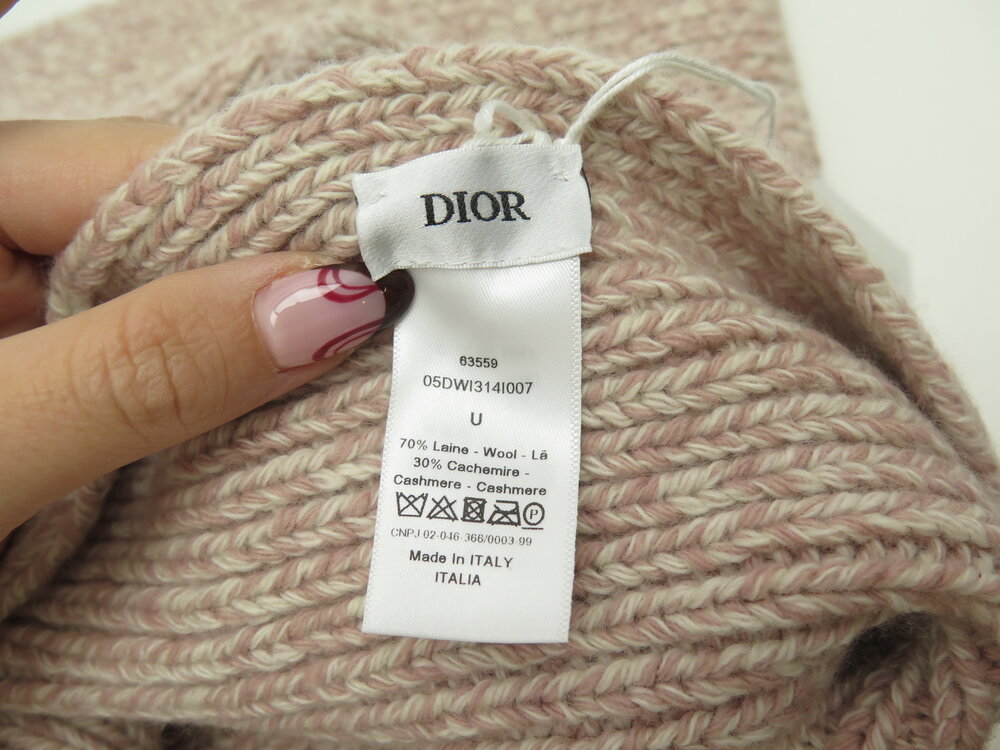 DIOR
63559
05DWI314I007
U
70% Laine - Wool - Lã
30% Cachemire -
Cashmere - Cashmere
P
CNPJ 02-046-366/0003-99
Made In ITALY
ITALIA